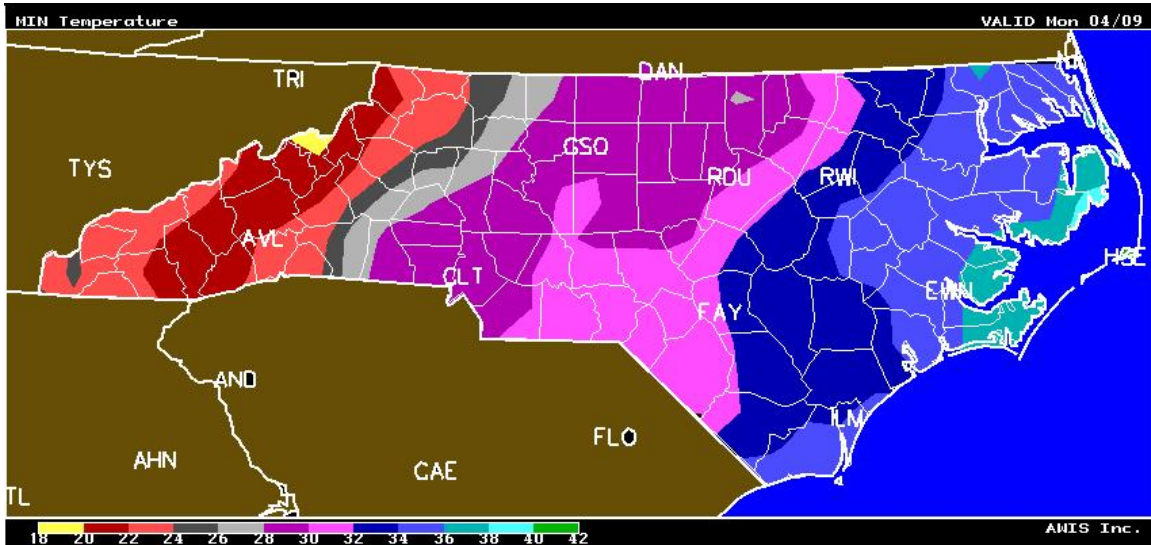 MIN Temperature VALID Mon 04/09
TRI
DAN
TYS
GSO
RDU
RWI
AVL
HSE
CLT
EWN
FAY
AND
ILM
FLO
AHN
CAE
TL
18 20 22 24 26 28 30 32 34 36 38 40 42 AWIS Inc.